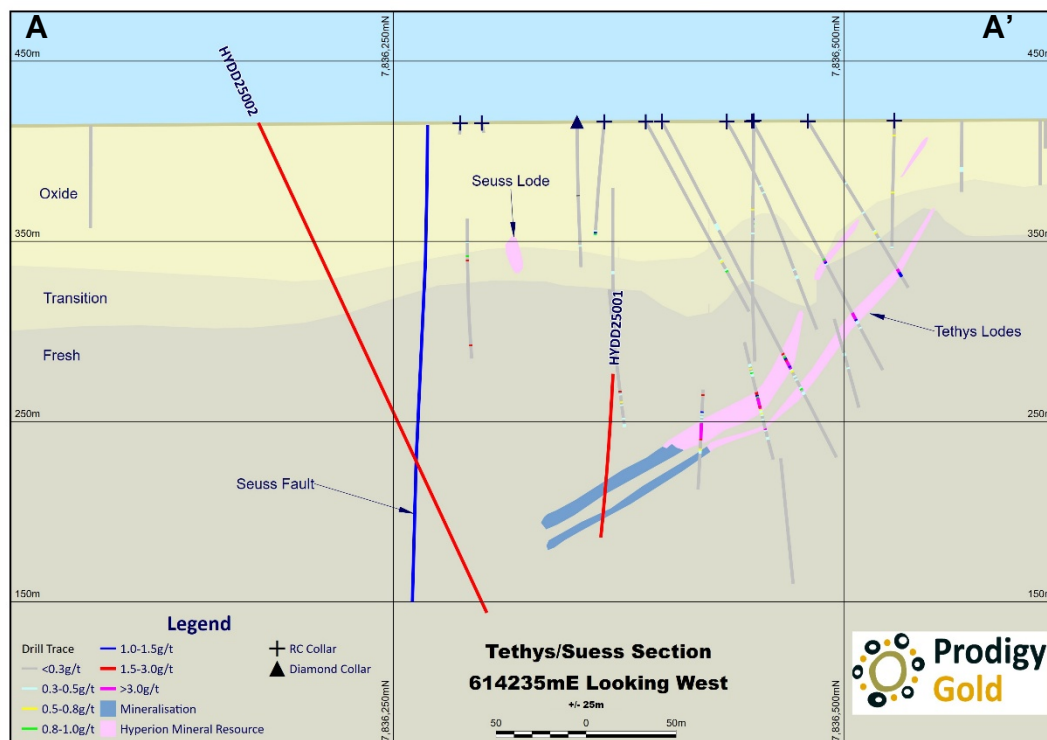 A
A'
7,836,250mN
7,836,500mN
450m
450m
HYDD25002
Oxide
Seuss Lode
350m
350m
Transition
HYDD25001
Tethys Lodes
Fresh
250m
250m
Seuss Fault
150m
150m
Legend
Drill Trace
<0.3g/t
0.3-0.5g/t
0.5-0.8g/t
0.8-1.0g/t
1.0-1.5g/t
1.5-3.0g/t
>3.0g/t
Mineralisation
Hyperion Mineral Resource
RC Collar
Diamond Collar
7,836,250mN
7,836,500mN
Tethys/Suess Section
614235mE Looking West
+/- 25m
50 0 50m
Prodigy
Gold